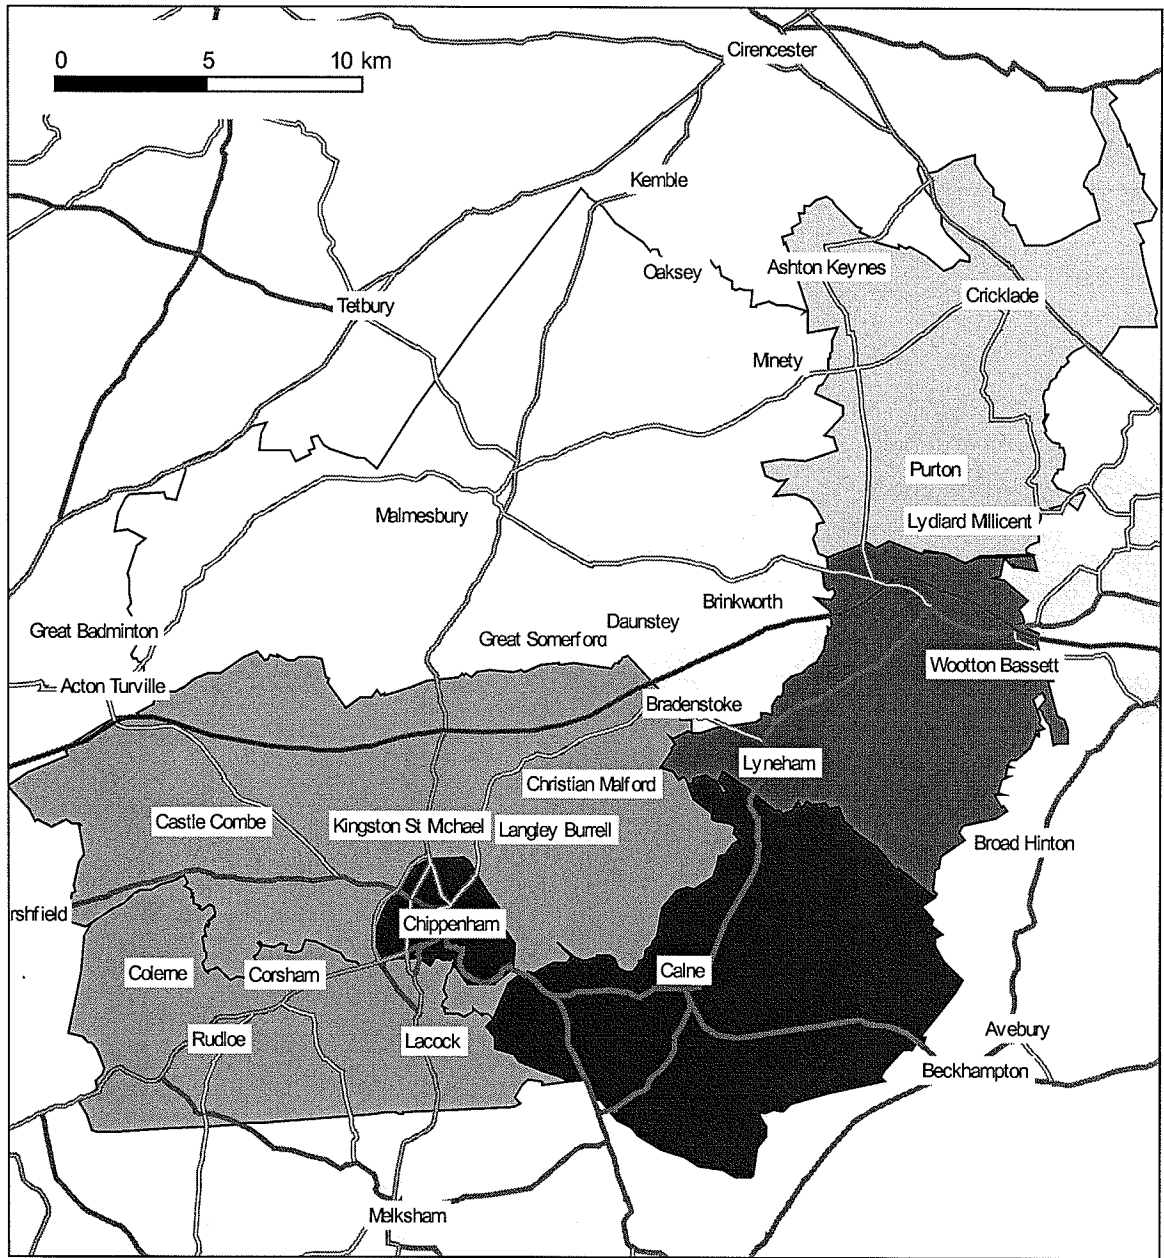 0 5 10 km
Cirencester
Kemble
Oaksey
Ashton Keynes
Cricklade
Tetbury
Minety
Purton
Malmesbury
Lydiard Millicent
Brinkworth
Daunstey
Great Badminton
Great Somerford
Wootton Bassett
Acton Turville
Bradenstoke
Lyneham
Christian Malford
Castle Combe
Kingston St Michael
Langley Burrell
Broad Hinton
rshfield
Chippenham
Colerne
Corsham
Calne
Rudloe
Lacock
Avebury
Beckhampton
Melksham